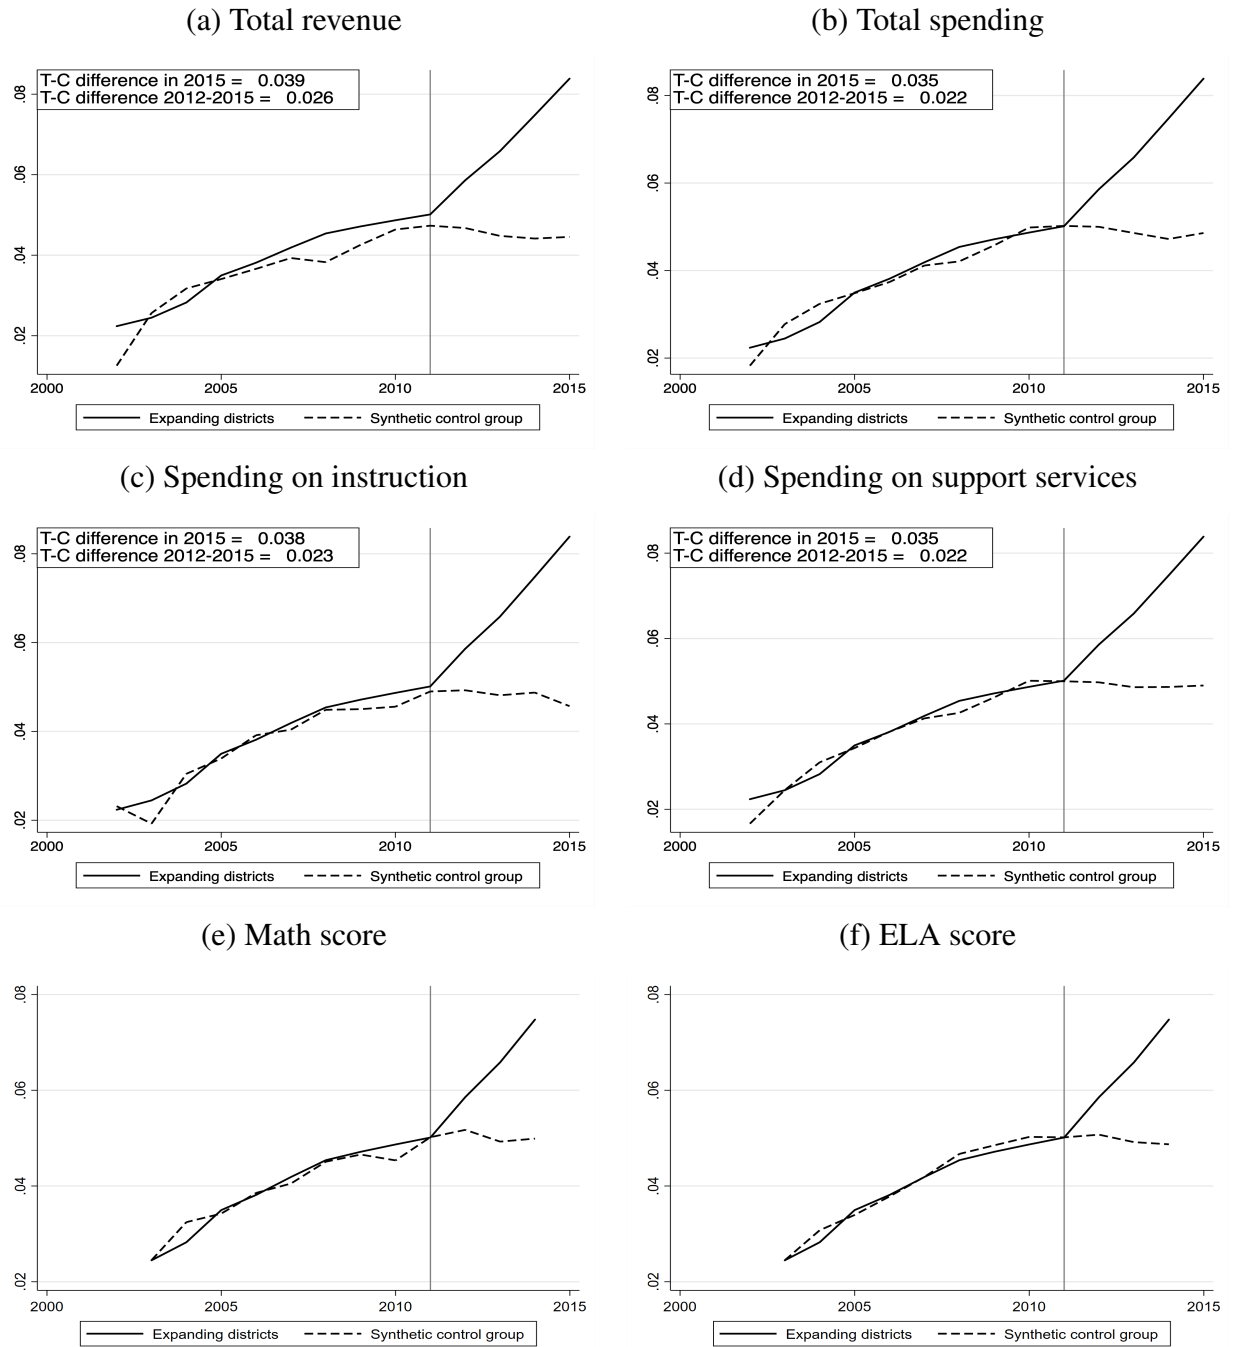 (a) Total revenue
T-C difference in 2015 = 0.039
T-C difference 2012-2015 = 0.026
.08
.06
.04
.02
2000 2005 2010 2015
Expanding districts Synthetic control group
(b) Total spending
T-C difference in 2015 = 0.035
T-C difference 2012-2015 = 0.022
.08
.06
.04
.02
2000 2005 2010 2015
Expanding districts Synthetic control group
(c) Spending on instruction
T-C difference in 2015 = 0.038
T-C difference 2012-2015 = 0.023
.08
.06
.04
.02
2000 2005 2010 2015
Expanding districts Synthetic control group
(d) Spending on support services
T-C difference in 2015 = 0.035
T-C difference 2012-2015 = 0.022
.08
.06
.04
.02
2000 2005 2010 2015
Expanding districts Synthetic control group
(e) Math score
.08
.06
.04
.02
2000 2005 2010 2015
Expanding districts Synthetic control group
(f) ELA score
.08
.06
.04
.02
2000 2005 2010 2015
Expanding districts Synthetic control group